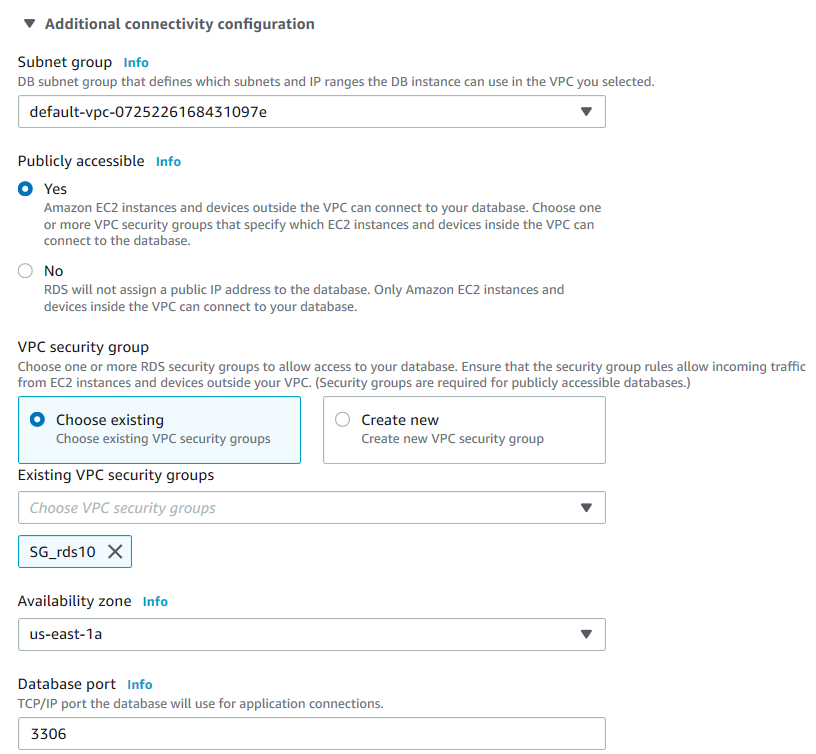 Additional connectivity configuration
Subnet group Info
DB subnet group that defines which subnets and IP ranges the DB instance can use in the VPC you selected.
default-vpc-0725226168431097e
Publicly accessible Info
Yes
Amazon EC2 instances and devices outside the VPC can connect to your database. Choose one
or more VPC security groups that specify which EC2 instances and devices inside the VPC can
connect to the database.
No
RDS will not assign a public IP address to the database. Only Amazon EC2 instances and
devices inside the VPC can connect to your database.
VPC security group
Choose one or more RDS security groups to allow access to your database. Ensure that the security group rules allow incoming traffic
from EC2 instances and devices outside your VPC. (Security groups are required for publicly accessible databases.)
Choose existing
Choose existing VPC security groups
Create new
Create new VPC security group
Existing VPC security groups
Choose VPC security groups
SG_rds10
Availability zone Info
us-east-1a
Database port Info
TCP/IP port the database will use for application connections.
3306